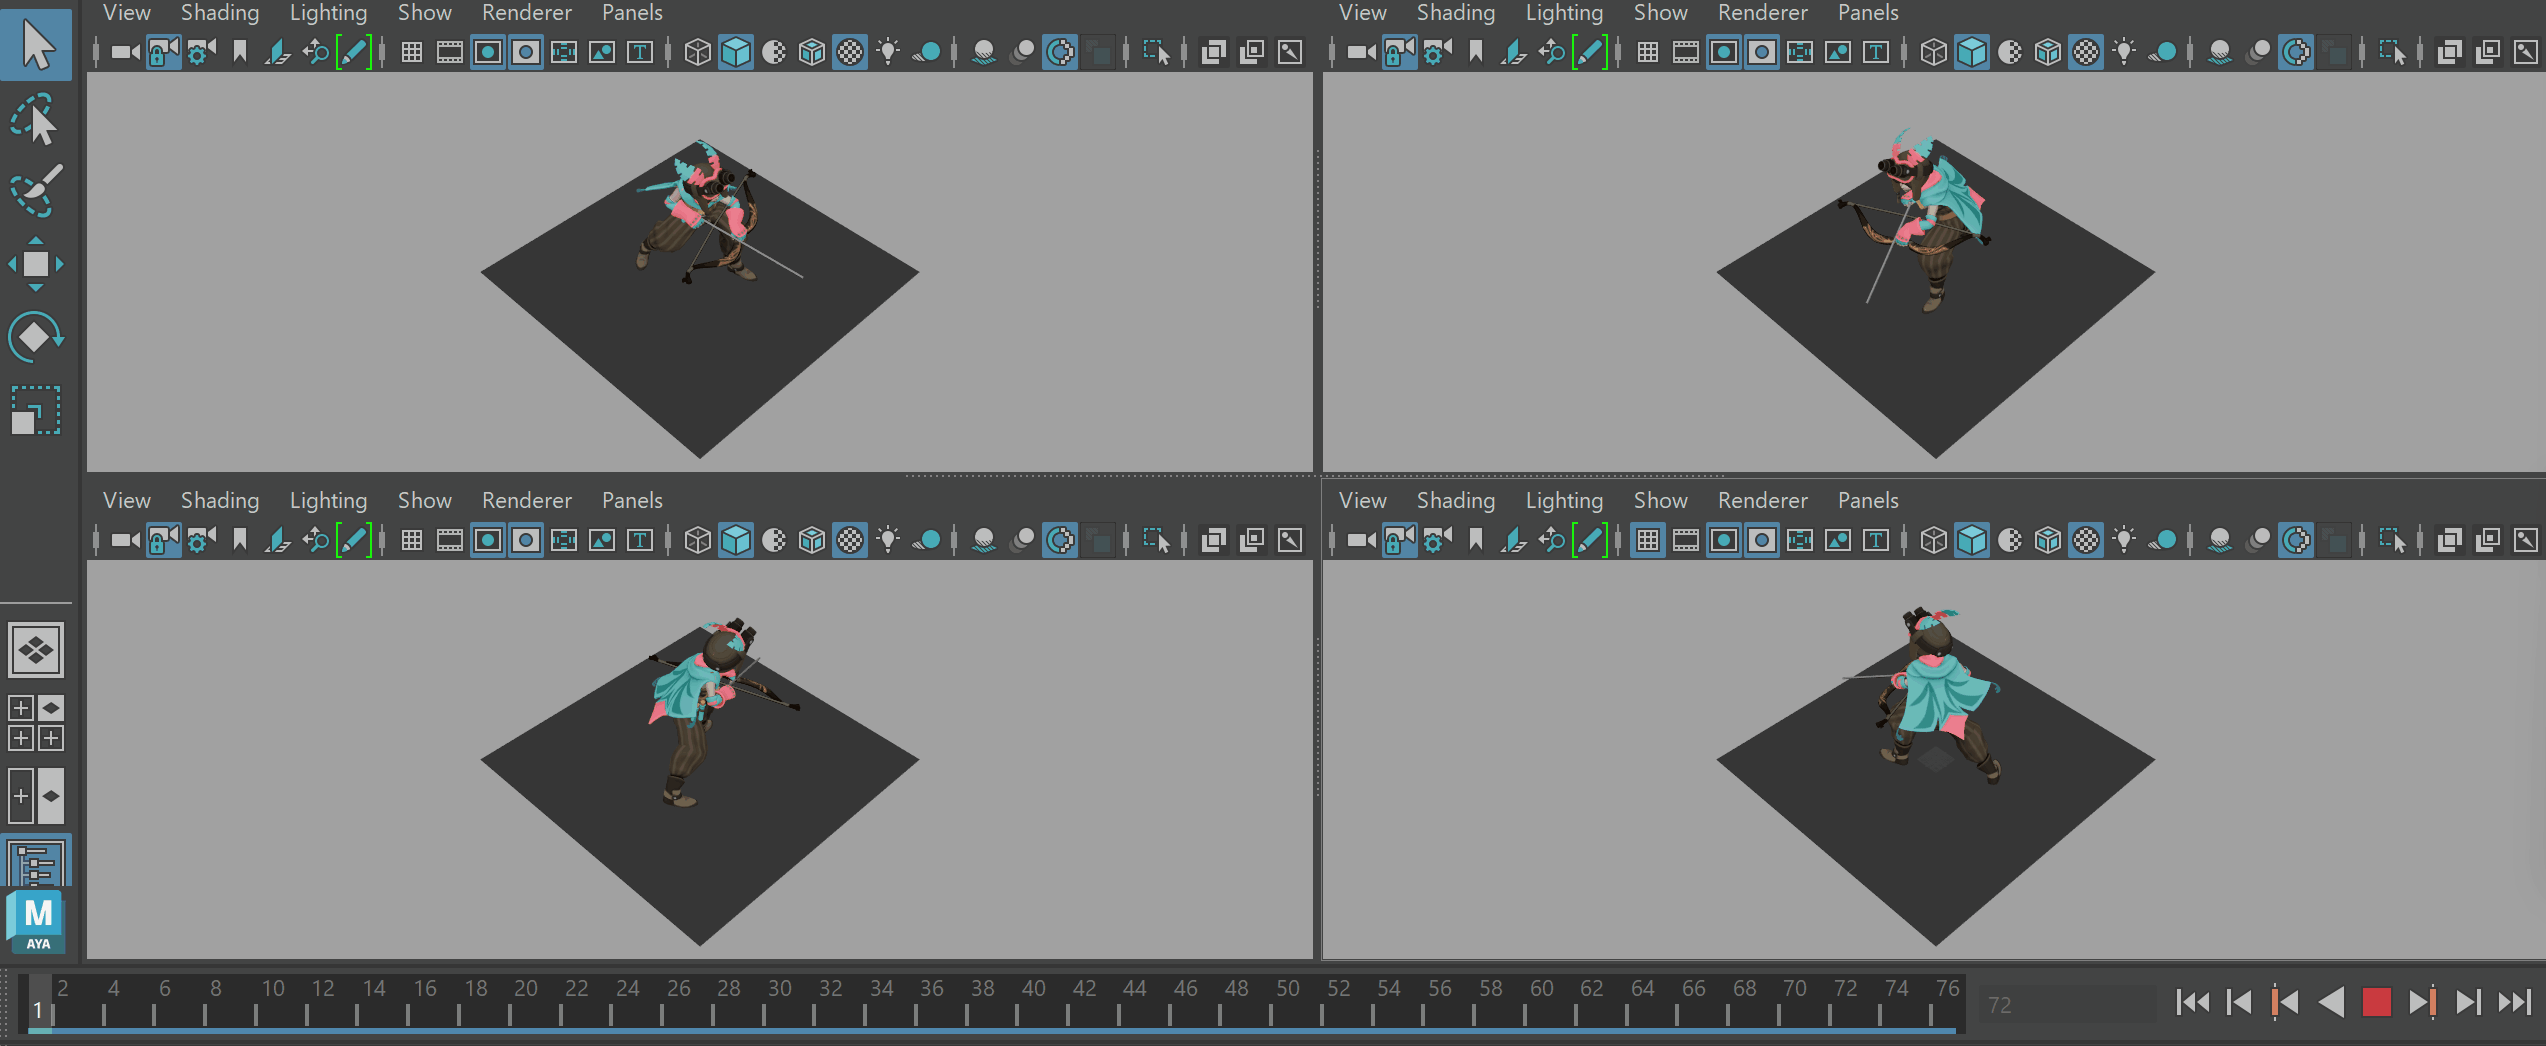 View Shading Lighting Show Renderer Panels
View Shading Lighting Show Renderer Panels
T
T
View Shading Lighting Show Renderer Panels
View Shading Lighting Show Renderer Panels
T
T
M
AYA
1 2 4 6 8 10 12 14 16 18 20 22 24 26 28 30 32 34 36 38 40 42 44 46 48 50 52 54 56 58 60 62 64 66 68 70 72 74 76
72